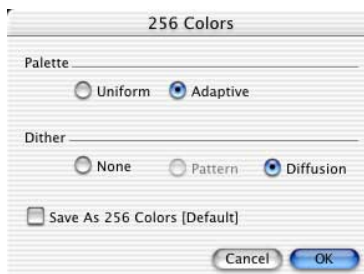 256 Colors
Palette
Uniform Adaptive
Dither
None Pattern Diffusion
Save As 256 Colors [Default]
Cancel OK